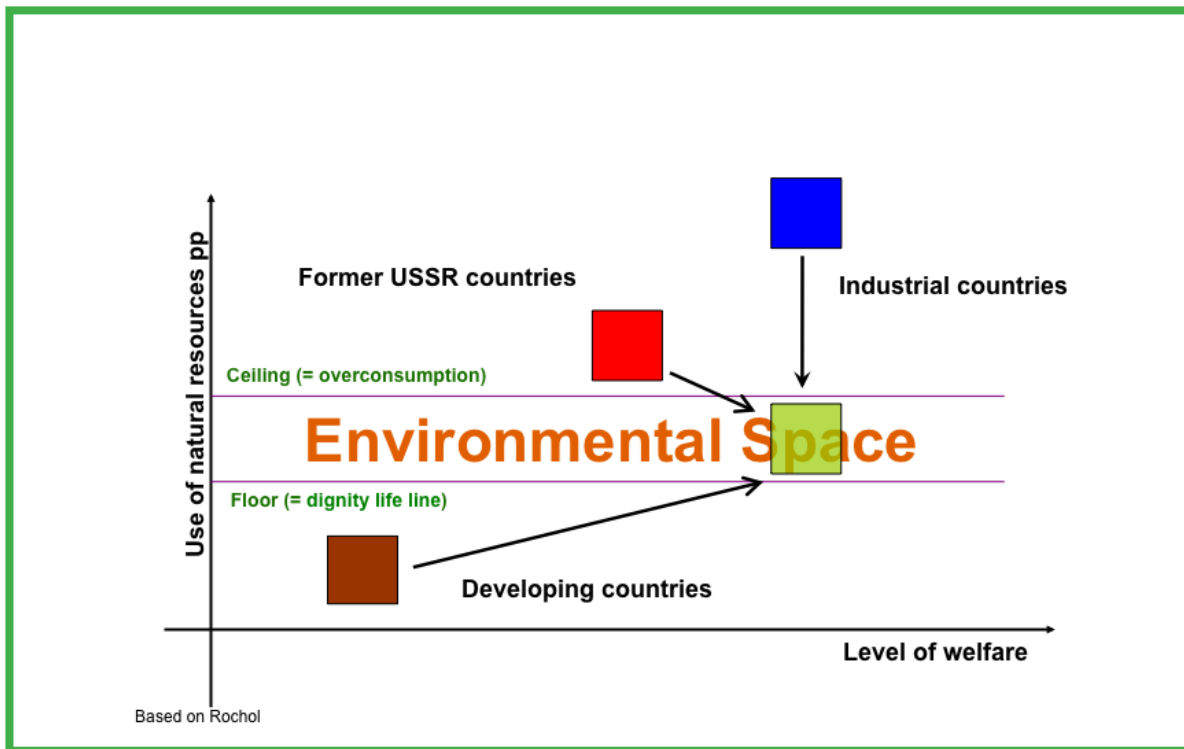 Use of natural resources pp
Former USSR countries
Industrial countries
Ceiling (= overconsumption)
Environmental Space
Floor (= dignity life line)
Developing countries
Level of welfare
Based on Rochol